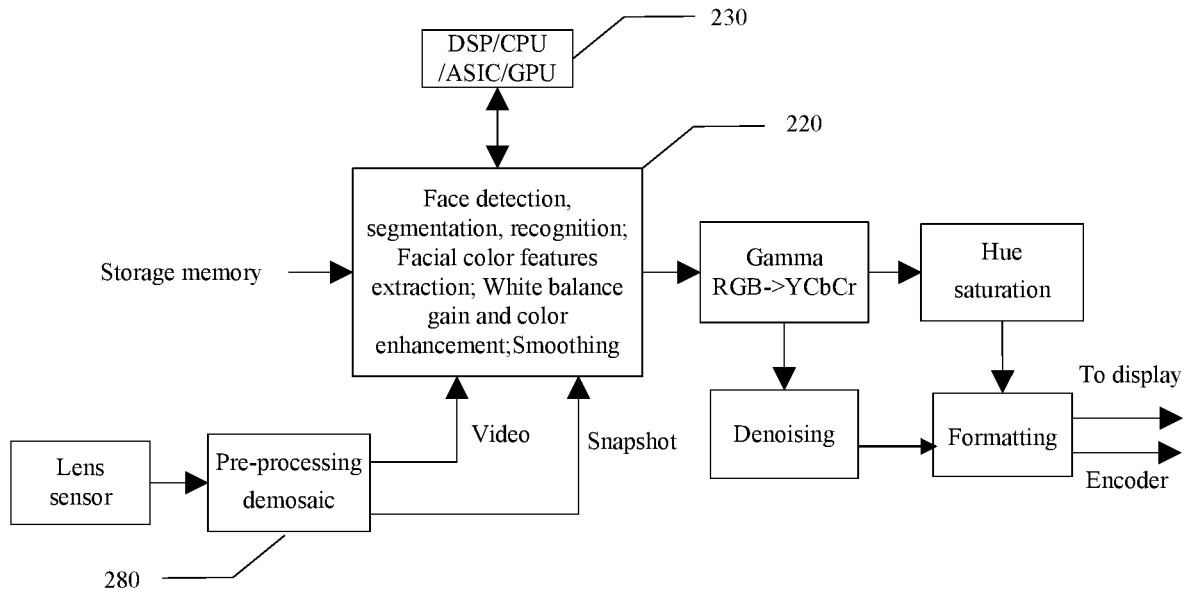 230
DSP/CPU
/ASIC/GPU
220
Face detection,
segmentation, recognition;
Facial color features
extraction; White balance
gain and color
enhancement;Smoothing
Storage memory
Gamma
RGB->YCbCr
Hue
saturation
To display
Video
Snapshot
Denoising
Formatting
Encoder
Lens
sensor
Pre-processing
demosaic
280